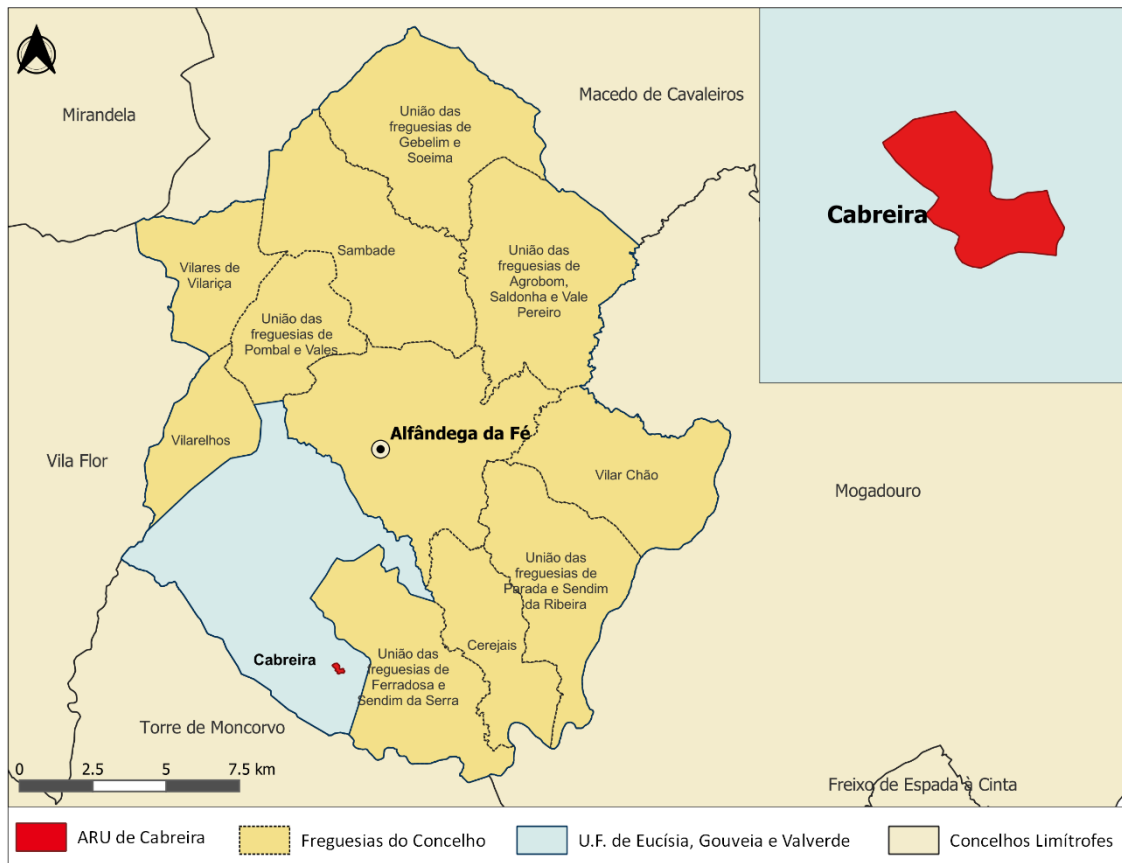 Mirandela
Macedo de Cavaleiros
União das
freguesias de
Gebelim e
Soeima
Cabreira
Sambade
Vilares de
Vilariça
União das
freguesias de
Agrobom,
Saldonha e Vale
Pereiro
União das
freguesias de
Pombal e Vales
Alfândega da Fé
Vilarelhos
Vila Flor
Vilar Chão
Mogadouro
União das
freguesias de
Parada e Sendim
da Ribeira
Cerejais
Cabreira
União das
freguesias de
Ferradosa e
Sendim da Serra
Torre de Moncorvo
0 2.5 5 7.5 km
Freixo de Espada à Cinta
ARU de Cabreira
Freguesias do Concelho
U.F. de Eucísia, Gouveia e Valverde
Concelhos Limítrofes